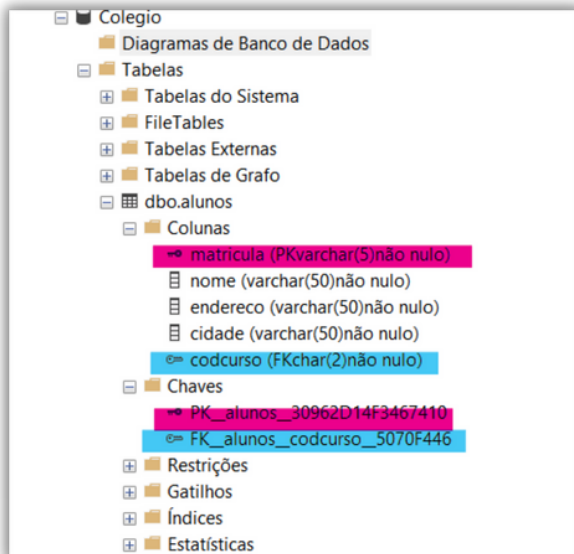 Colegio
Diagramas de Banco de Dados
Tabelas
Tabelas do Sistema
FileTables
Tabelas Externas
Tabelas de Grafo
dbo.alunos
Colunas
matricula (PKvarchar(5)não nulo)
nome (varchar(50)não nulo)
endereco (varchar(50)não nulo)
cidade (varchar(50)não nulo)
codcurso (FKchar(2)não nulo)
Chaves
PK__alunos__30962D14F3467410
FK__alunos__codcurso__5070F446
Restrições
Gatilhos
Índices
Estatísticas